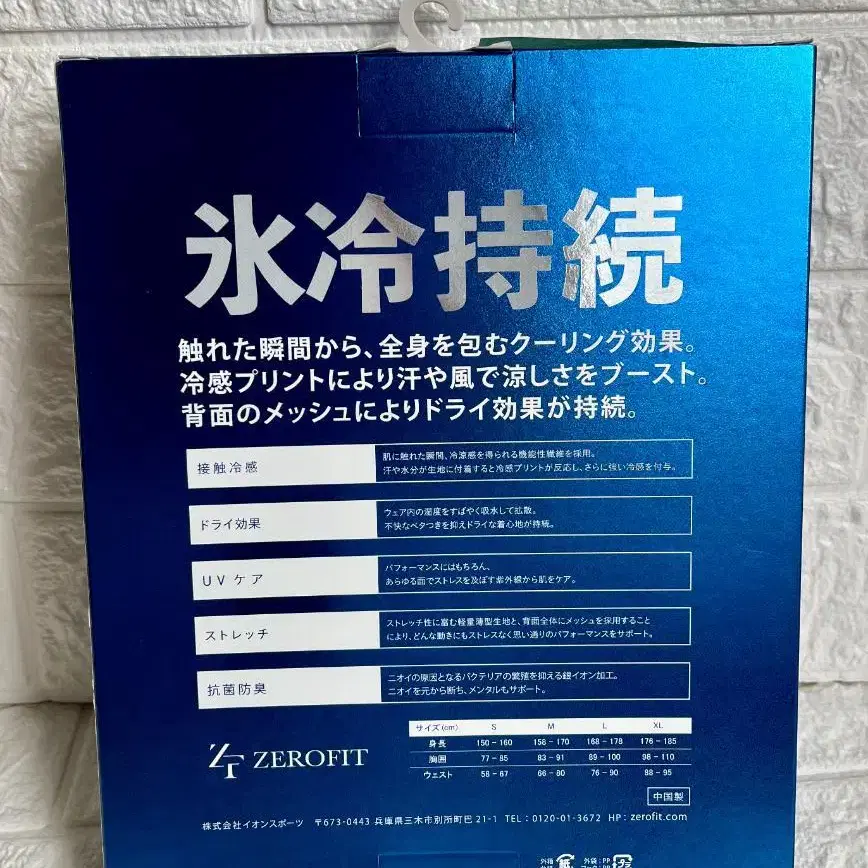 氷冷持続
触れた瞬間から、全身を包むクーリング効果。
冷感プリントにより汗や風で涼しさをブースト。
背面のメッシュによりドライ効果が持続。
接触冷感
肌に触れた瞬間、冷涼感を得られる機能性繊維を採用。
汗や水分が生地に付着すると冷感プリントが反応し、さらに強い冷感を付与。
ドライ効果
ウェア内の湿度をすばやく吸水して拡散。
不快なベタつきを抑えドライな着心地が持続。
UVケア
パフォーマンスにはもちろん、
あらゆる面でストレスを及ぼす紫外線から肌をケア。
ストレッチ
ストレッチ性に富む軽量薄型生地と、背面全体にメッシュを採用すること
により、どんな動きにもストレスなく思い通りのパフォーマンスをサポート。
抗菌防臭
ニオイの原因となるバクテリアの繁殖を抑える銀イオン加工。
ニオイを元から断ち、メンタルもサポート。
ZT ZEROFIT
サイズ(cm) S M L XL
身長 150-160 158-170 168-178 176-185
胸囲 77-85 83-91 89-100 98-110
ウェスト 58-67 66-80 76-90 88-95
中国製
株式会社イオンスポーツ 〒673-0443 兵庫県三木市別所町巴21-1 TEL:0120-01-3672 HP:zerofit.com
外箱 紙 外袋:PP プラ